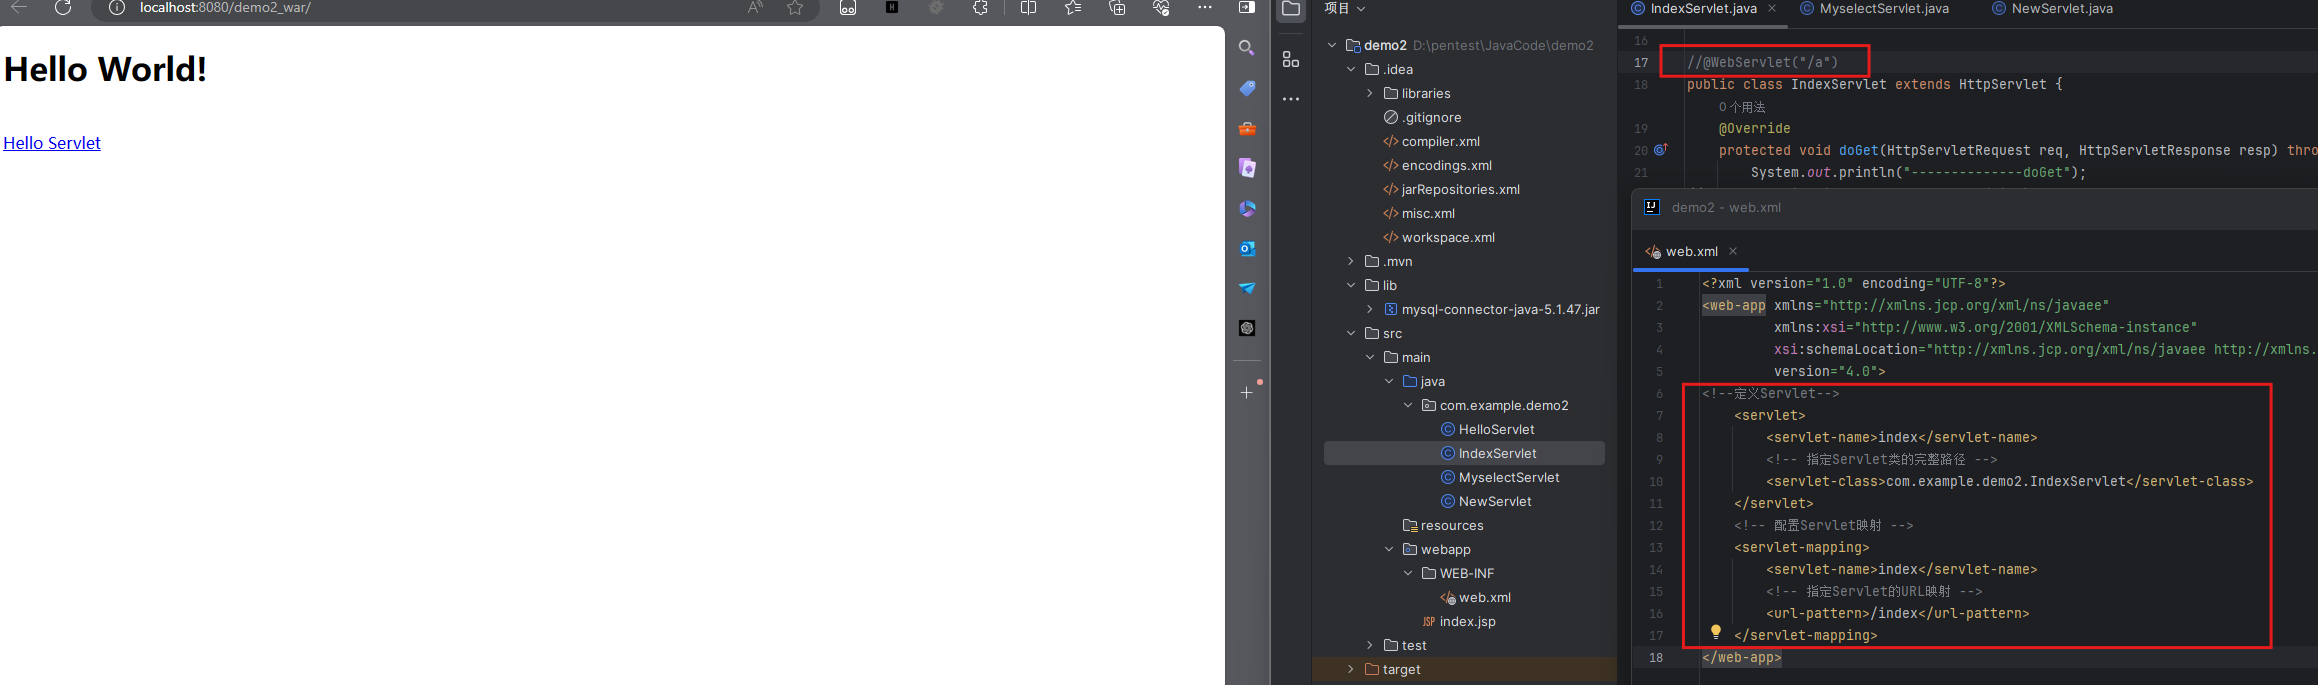 localhost:8080/demo2_war/
Hello World!
Hello Servlet
项目
demo2 D:\pentest\JavaCode\demo2
.idea
libraries
.gitignore
compiler.xml
encodings.xml
jarRepositories.xml
misc.xml
workspace.xml
.mvn
lib
mysql-connector-java-5.1.47.jar
src
main
java
com.example.demo2
HelloServlet
IndexServlet
MyselectServlet
NewServlet
resources
webapp
WEB-INF
web.xml
JSP index.jsp
test
target
IndexServlet.java MyselectServlet.java NewServlet.java
16
17 //@WebServlet("/a")
18 public class IndexServlet extends HttpServlet {
0 个用法
19 @Override
20 protected void doGet(HttpServletRequest req, HttpServletResponse resp) thro
21 System.out.println("--------------doGet");
demo2 - web.xml
web.xml
1 <?xml version="1.0" encoding="UTF-8"?>
2 <web-app xmlns="http://xmlns.jcp.org/xml/ns/javaee"
3 xmlns:xsi="http://www.w3.org/2001/XMLSchema-instance"
4 xsi:schemaLocation="http://xmlns.jcp.org/xml/ns/javaee http://xmlns.
5 version="4.0">
6 <!--定义Servlet-->
7 <servlet>
8 <servlet-name>index</servlet-name>
9 <!-- 指定Servlet类的完整路径 -->
10 <servlet-class>com.example.demo2.IndexServlet</servlet-class>
11 </servlet>
12 <!-- 配置Servlet映射 -->
13 <servlet-mapping>
14 <servlet-name>index</servlet-name>
15 <!-- 指定Servlet的URL映射 -->
16 <url-pattern>/index</url-pattern>
17 </servlet-mapping>
18 </web-app>